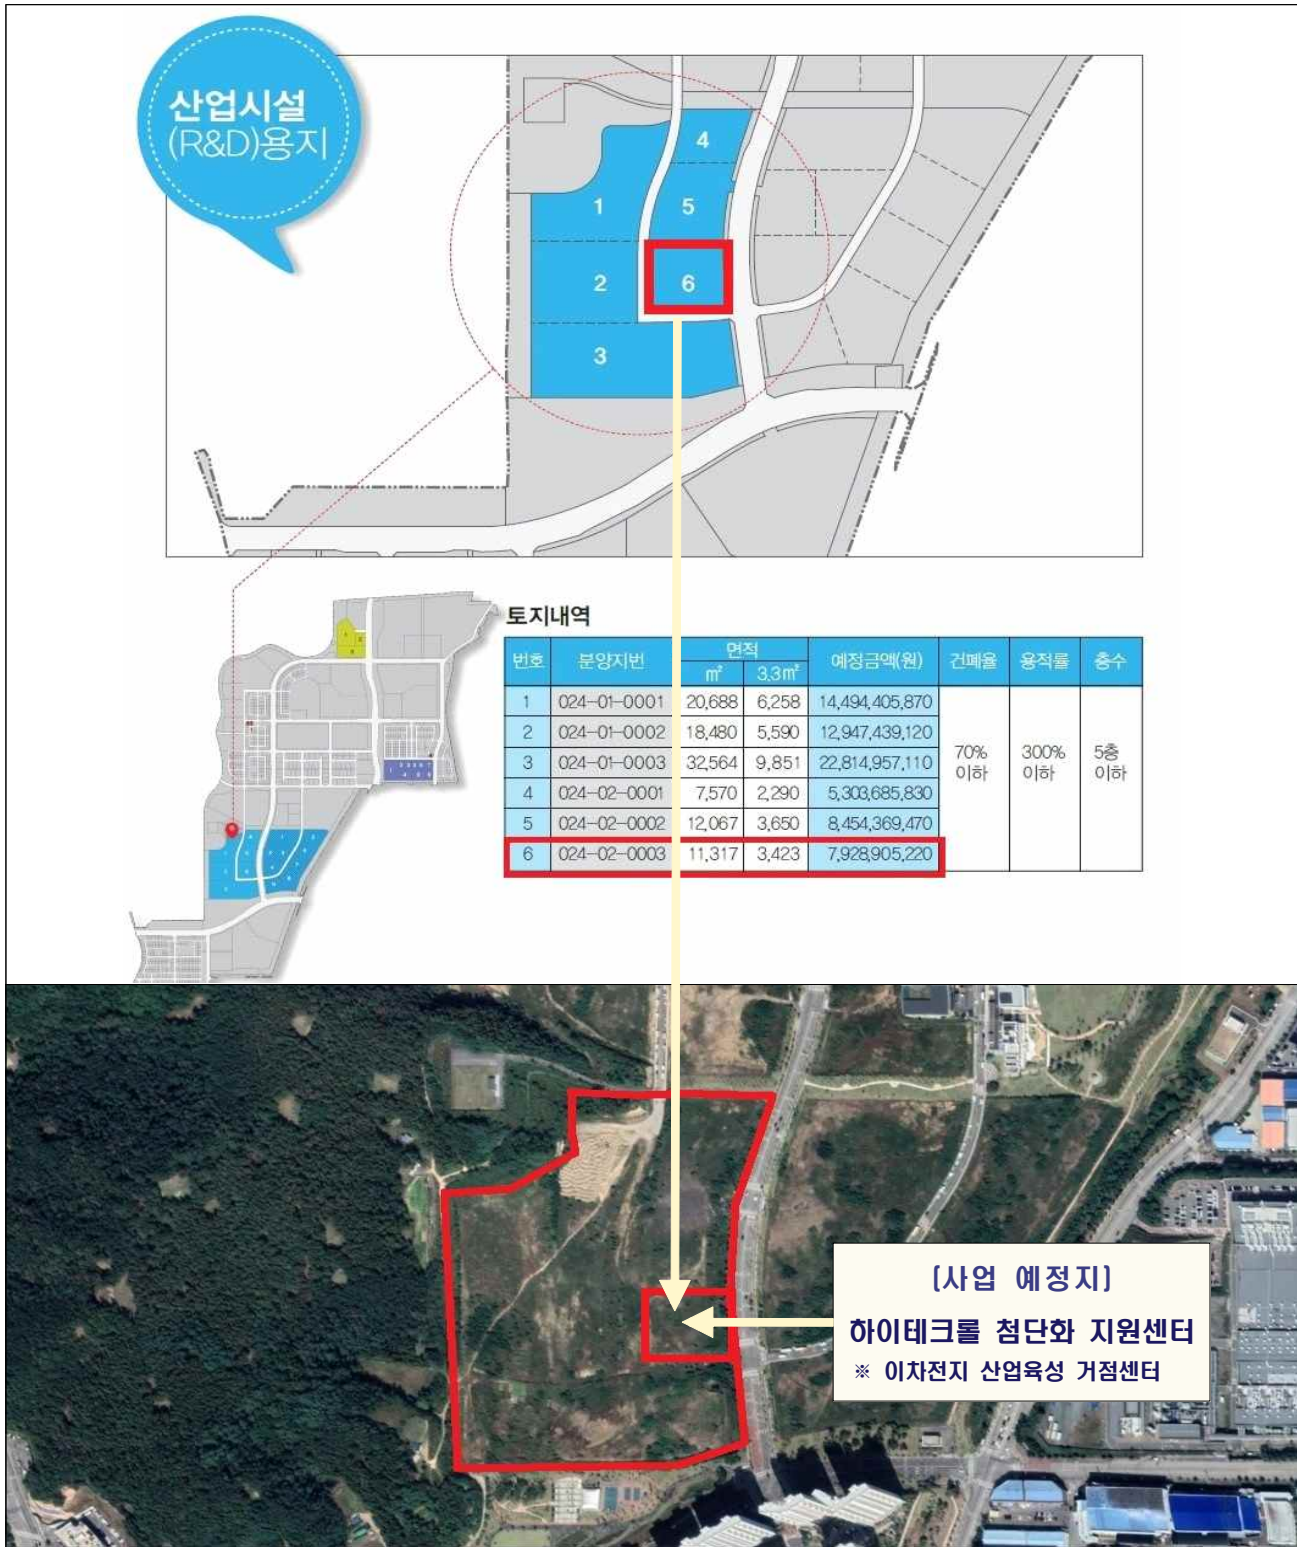 산업시설
(R&D)용지
4
1
5
2
6
3
토지내역
번호 분양지번 면적 예정금액(원) 건폐율 용적률 층수
㎡ 3.3㎡
1 024-01-0001 20,688 6,258 14,494,405,870
2 024-01-0002 18,480 5,590 12,947,439,120
3 024-01-0003 32,564 9,851 22,814,957,110
4 024-02-0001 7,570 2,290 5,303,685,830
5 024-02-0002 12,067 3,650 8,454,369,470
6 024-02-0003 11,317 3,423 7,928,905,220
70% 300% 5층
이하 이하 이하
[사업 예정지]
하이테크롤 첨단화 지원센터
※ 이차전지 산업육성 거점센터